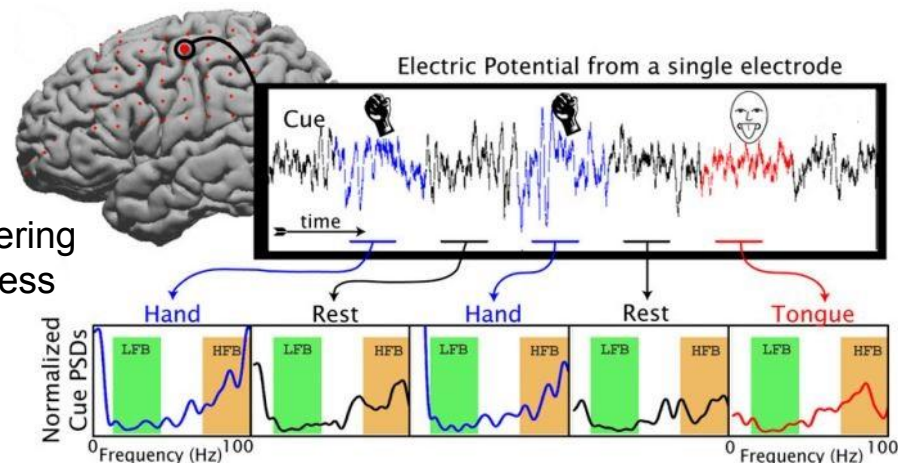 Electric Potential from a single electrode
Cue
time
ering
ess
Hand Rest Hand Rest Tongue
Normalized
Cue PSDs
LFB HFB LFB HFB LFB HFB LFB HFB LFB HFB
0 100 0 100
Frequency (Hz) Frequency (Hz)